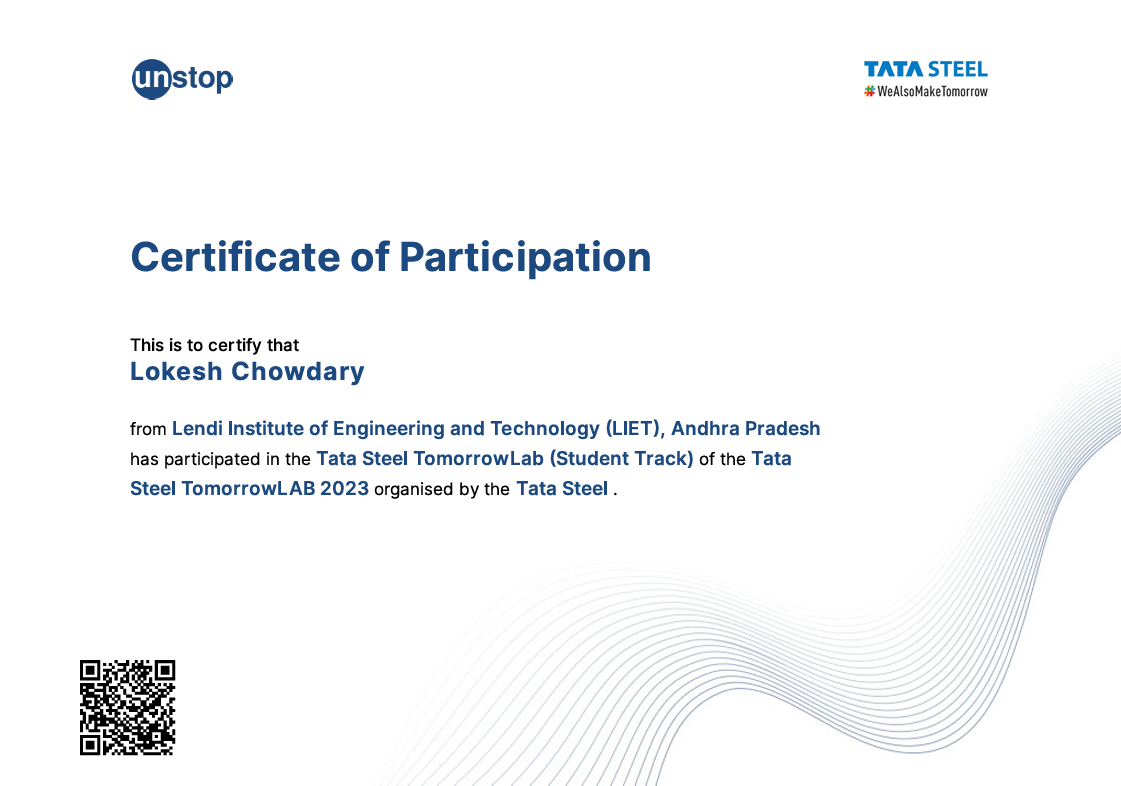 unstop
TATA STEEL
#WeAlsoMakeTomorrow
Certificate of Participation
This is to certify that
Lokesh Chowdary
from Lendi Institute of Engineering and Technology (LIET), Andhra Pradesh
has participated in the Tata Steel TomorrowLab (Student Track) of the Tata
Steel TomorrowLAB 2023 organised by the Tata Steel .